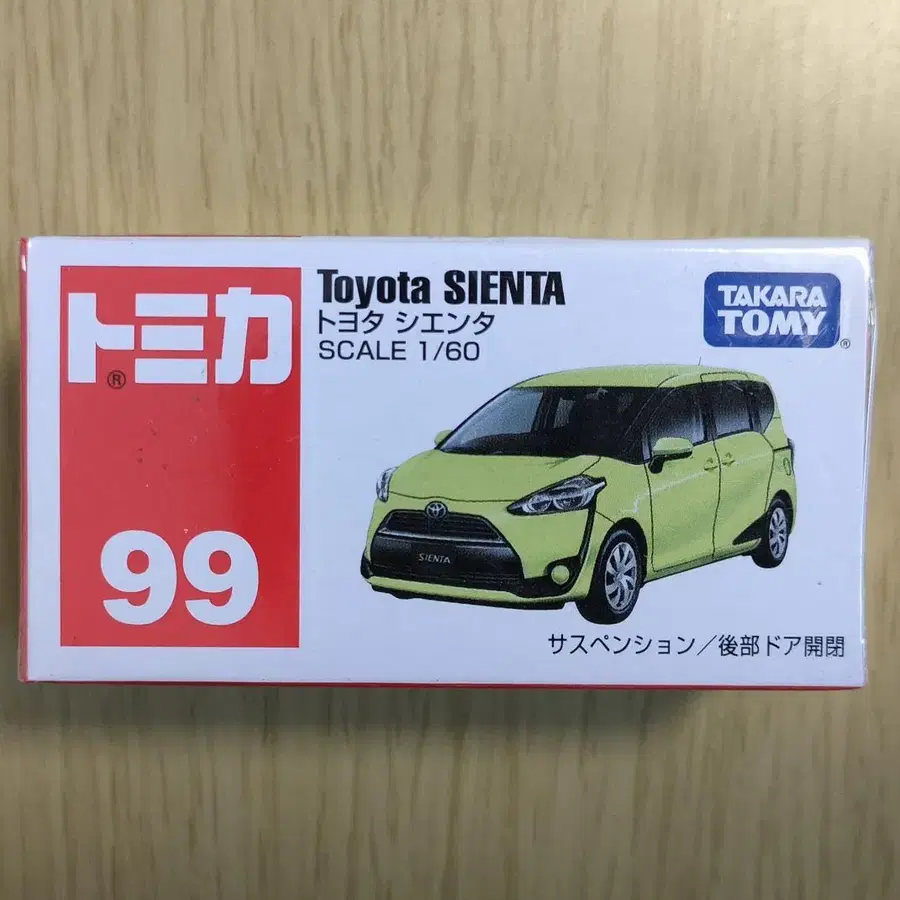 トミカ
®
99
Toyota SIENTA
トヨタ シエンタ
SCALE 1/60
TAKARA
TOMY
®
SIENTA
サスペンション／後部ドア開閉